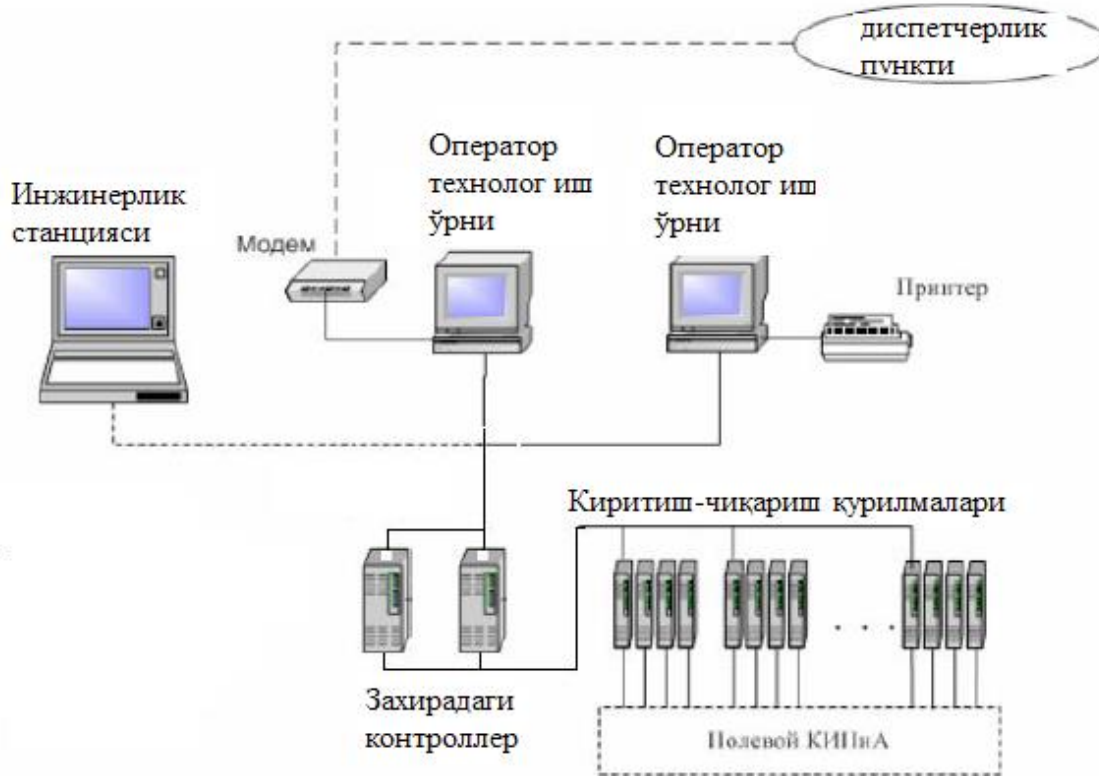 диспетчерлик
пункти
Оператор
технолог иш
ўрни
Оператор
технолог иш
ўрни
Инжинерлик
станцияси
Модем
Принтер
Киритиш-чиқариш қурилмалари
Захирадаги
контроллер
Полевой КИПиА